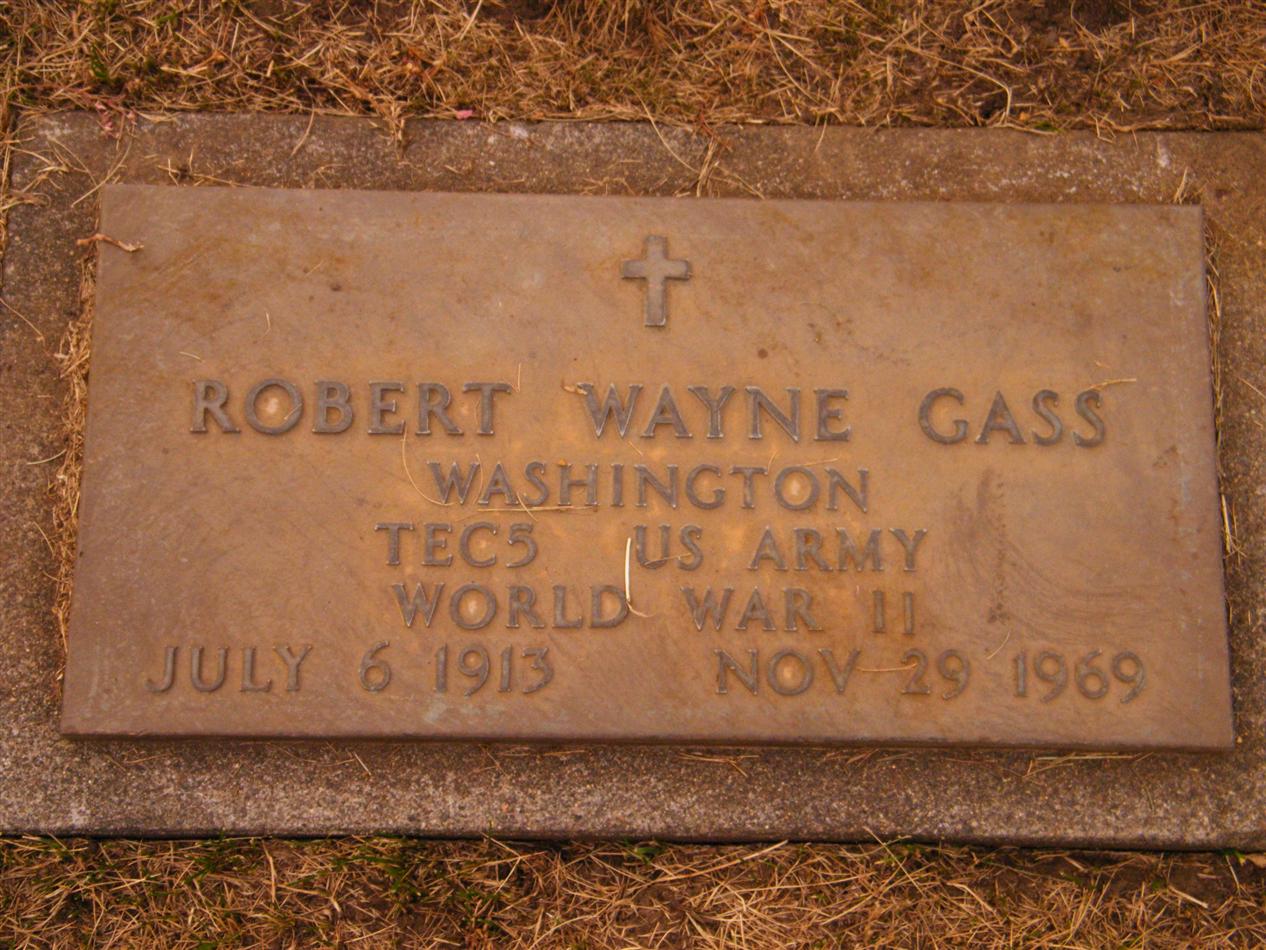 ROBERT WAYNE GASS
WASHINGTON
TEC5 US ARMY
WORLD WAR II
JULY 6 1913 NOV 29 1969